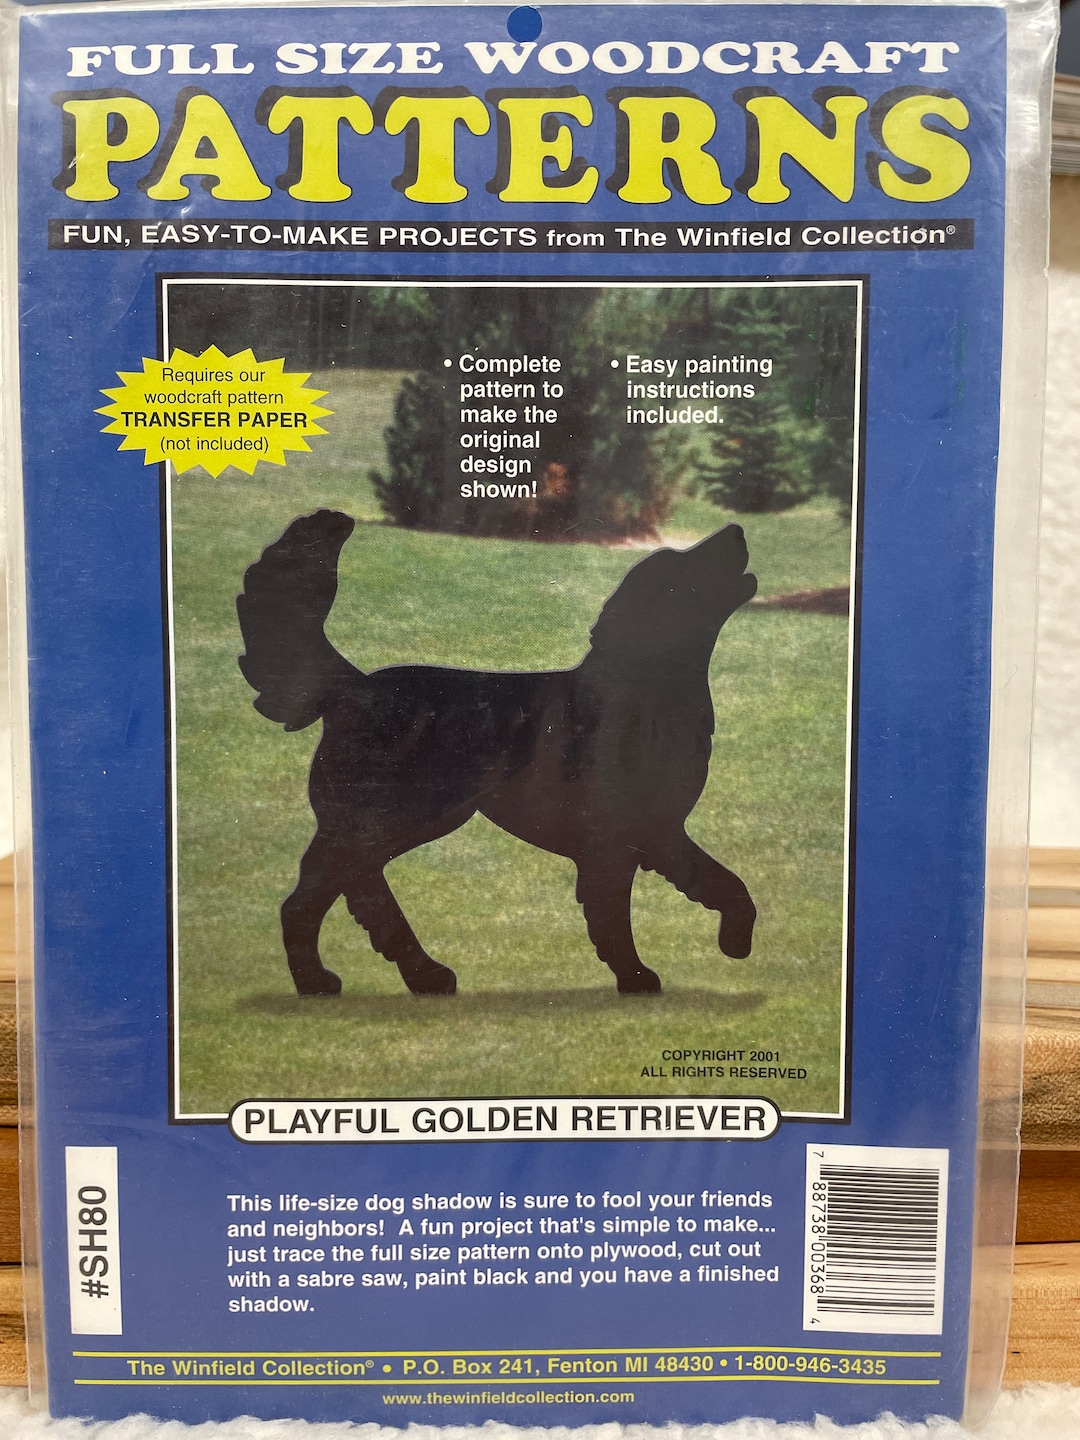 FULL SIZE WOODCRAFT
PATTERNS
FUN, EASY-TO-MAKE PROJECTS from The Winfield Collection®
Requires our
woodcraft pattern
TRANSFER PAPER
(not included)
• Complete
pattern to
make the
original
design
shown!
• Easy painting
instructions
included.
COPYRIGHT 2001
ALL RIGHTS RESERVED
PLAYFUL GOLDEN RETRIEVER
#SH80
This life-size dog shadow is sure to fool your friends
and neighbors! A fun project that's simple to make...
just trace the full size pattern onto plywood, cut out
with a sabre saw, paint black and you have a finished
shadow.
7 88738 00368 4
The Winfield Collection® • P.O. Box 241, Fenton MI 48430 • 1-800-946-3435
www.thewinfieldcollection.com